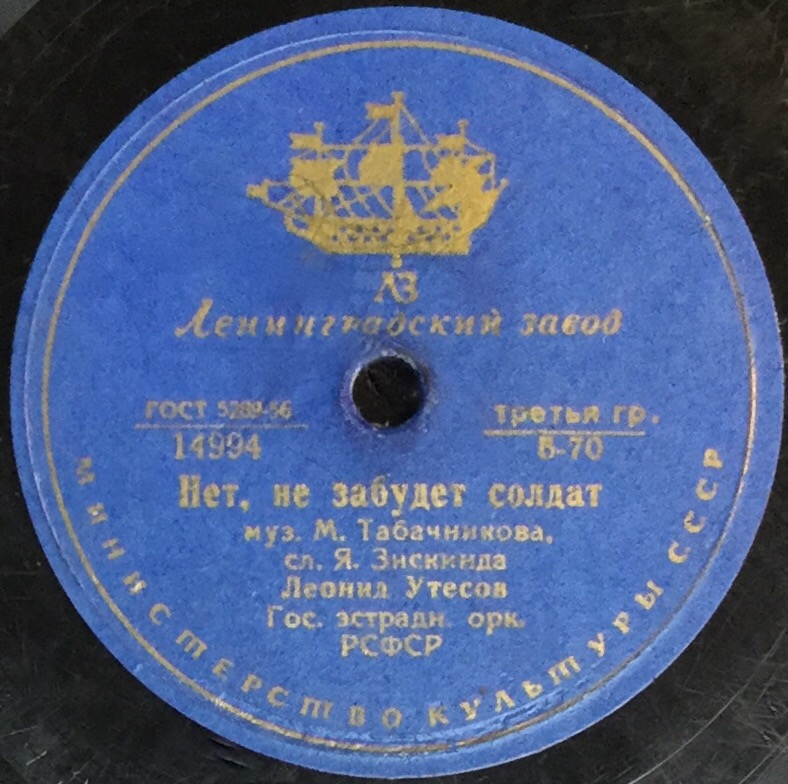 ЛЗ
Ленинградский завод
ГОСТ 5289-56
14994
третья гр.
В-70
Нет, не забудет солдат
муз. М. Табачникова,
сл. Я. Зискинда
Леонид Утесов
Гос. эстрадн. орк.
РСФСР
МИНИСТЕРСТВО КУЛЬТУРЫ СССР